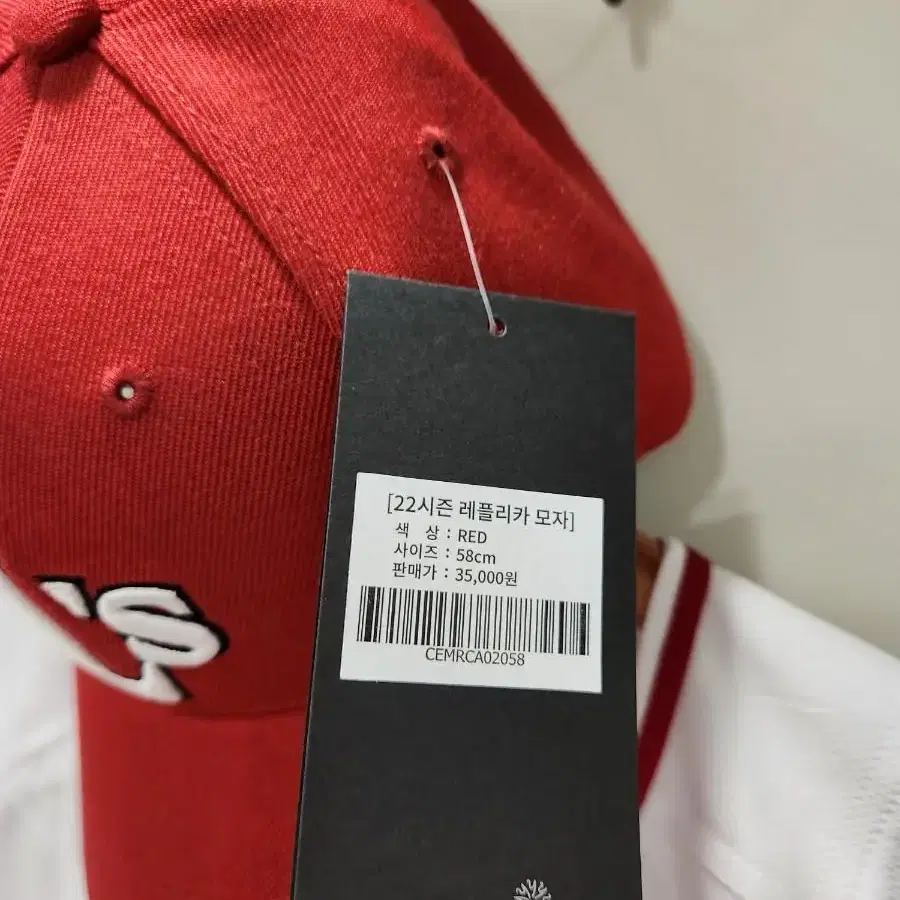 [22시즌 레플리카 모자]
색 상 : RED
사이즈 : 58cm
판매가 : 35,000원
CEMRCA02058